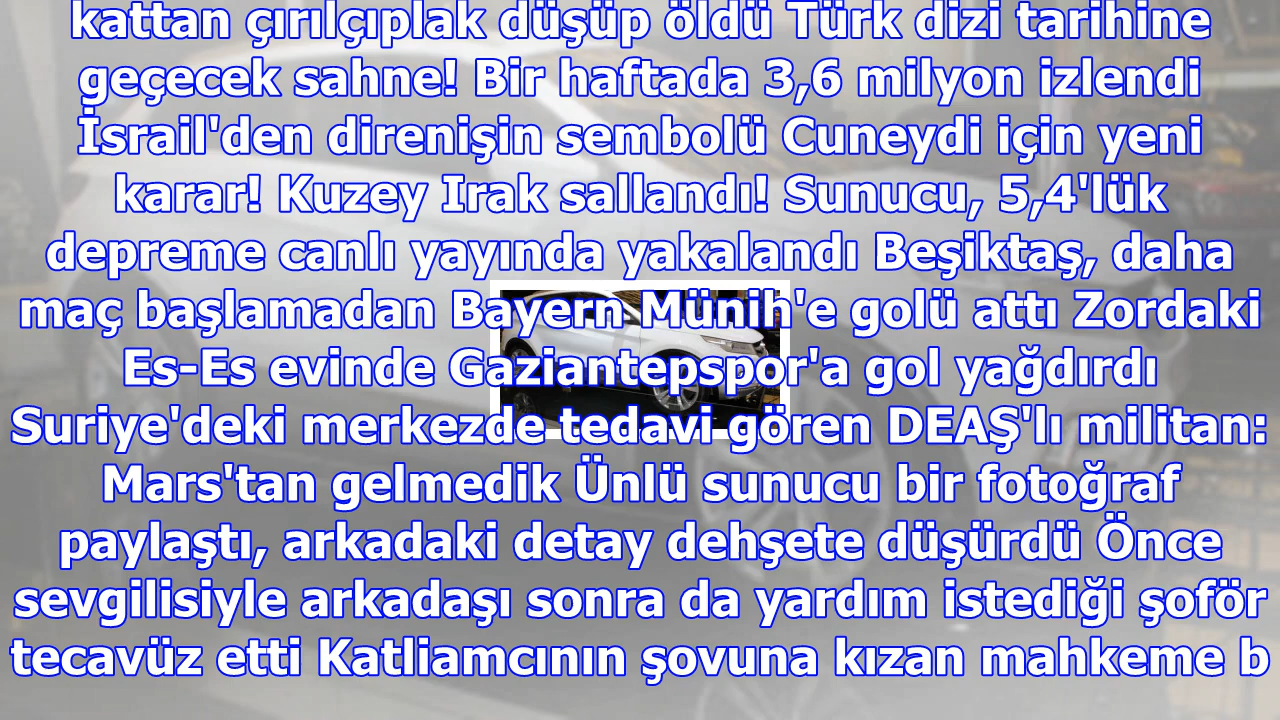 kattan çırılçıplak düşüp öldü Türk dizi tarihine
geçecek sahne! Bir haftada 3,6 milyon izlendi
İsrail'den direnişin sembolü Cuneydi için yeni
karar! Kuzey Irak sallandı! Sunucu, 5,4'lük
depreme canlı yayında yakalandı Beşiktaş, daha
maç başlamadan Bayern Münih'e golü attı Zordaki
Es-Es evinde Gaziantepspor'a gol yağdırdı
Suriye'deki merkezde tedavi gören DEAŞ'lı militan:
Mars'tan gelmedik Ünlü sunucu bir fotoğraf
paylaştı, arkadaki detay dehşete düşürdü Önce
sevgilisiyle arkadaşı sonra da yardım istediği şoför
tecavüz etti Katliamcının şovuna kızan mahkeme b